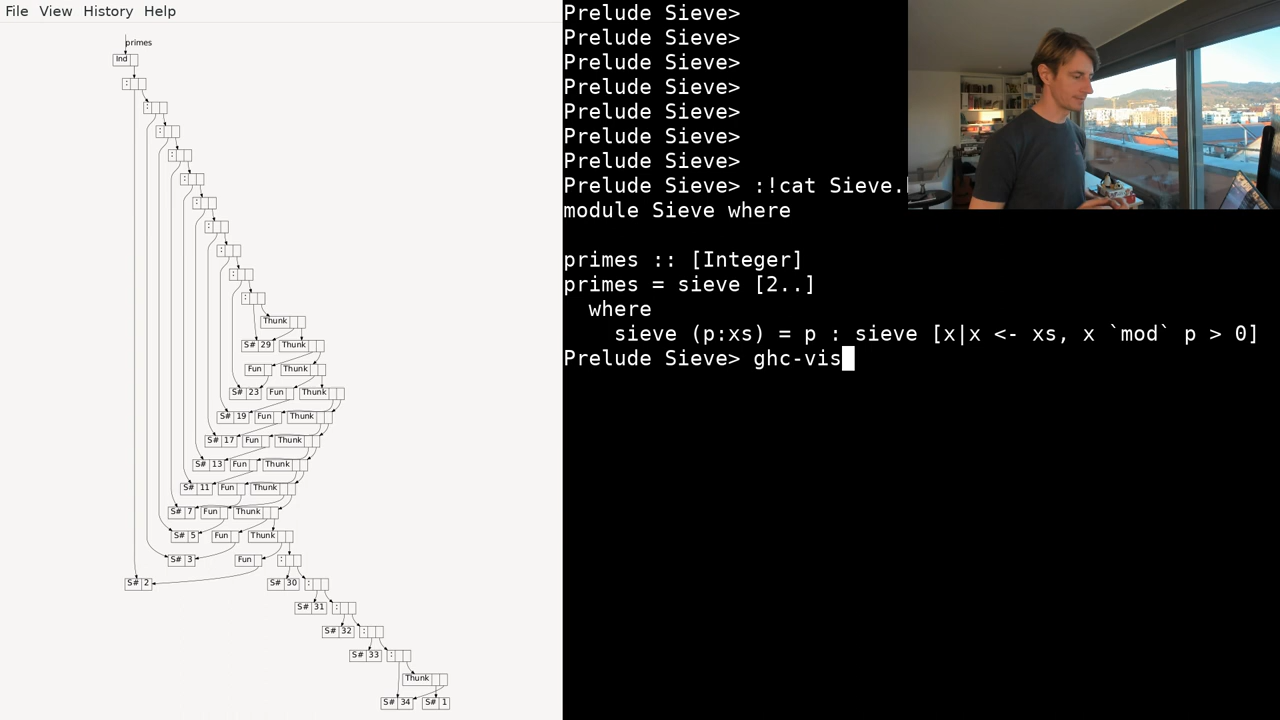 File View History Help
primes
Ind
:
:
:
:
:
:
:
:
:
:
Thunk
S# 29 Thunk
Fun Thunk
S# 23 Fun Thunk
S# 19 Fun Thunk
S# 17 Fun Thunk
S# 13 Fun Thunk
S# 11 Fun Thunk
S# 7 Fun Thunk
S# 5 Fun Thunk
S# 3 Fun :
S# 2 S# 30 :
S# 31 :
S# 32 :
S# 33 :
Thunk
S# 34 S# 1
Prelude Sieve>
Prelude Sieve>
Prelude Sieve>
Prelude Sieve>
Prelude Sieve>
Prelude Sieve>
Prelude Sieve>
Prelude Sieve> :!cat Sieve.
module Sieve where
primes :: [Integer]
primes = sieve [2..]
where
sieve (p:xs) = p : sieve [x|x <- xs, x `mod` p > 0]
Prelude Sieve> ghc-vis